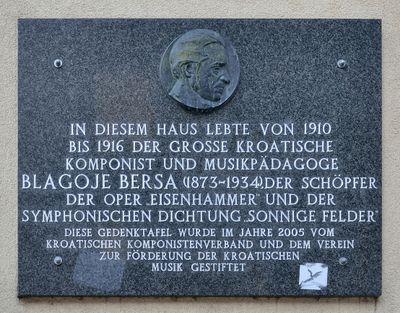 IN DIESEM HAUS LEBTE VON 1910
BIS 1916 DER GROSSE KROATISCHE
KOMPONIST UND MUSIKPÄDAGOGE
BLAGOJE BERSA (1873-1934), DER SCHÖPFER
DER OPER „EISENHAMMER" UND DER
SYMPHONISCHEN DICHTUNG „SONNIGE FELDER"
DIESE GEDENKTAFEL WURDE IM JAHRE 2005 VOM
KROATISCHEN KOMPONISTENVERBAND UND DEM VEREIN
ZUR FÖRDERUNG DER KROATISCHEN
MUSIK GESTIFTET